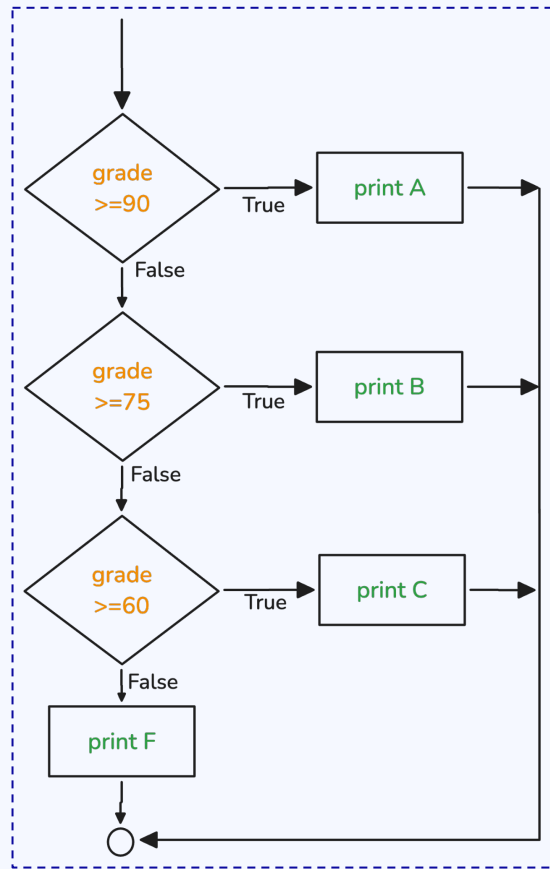 grade
>=90
True
print A
False
grade
>=75
True
print B
False
grade
>=60
True
print C
False
print F